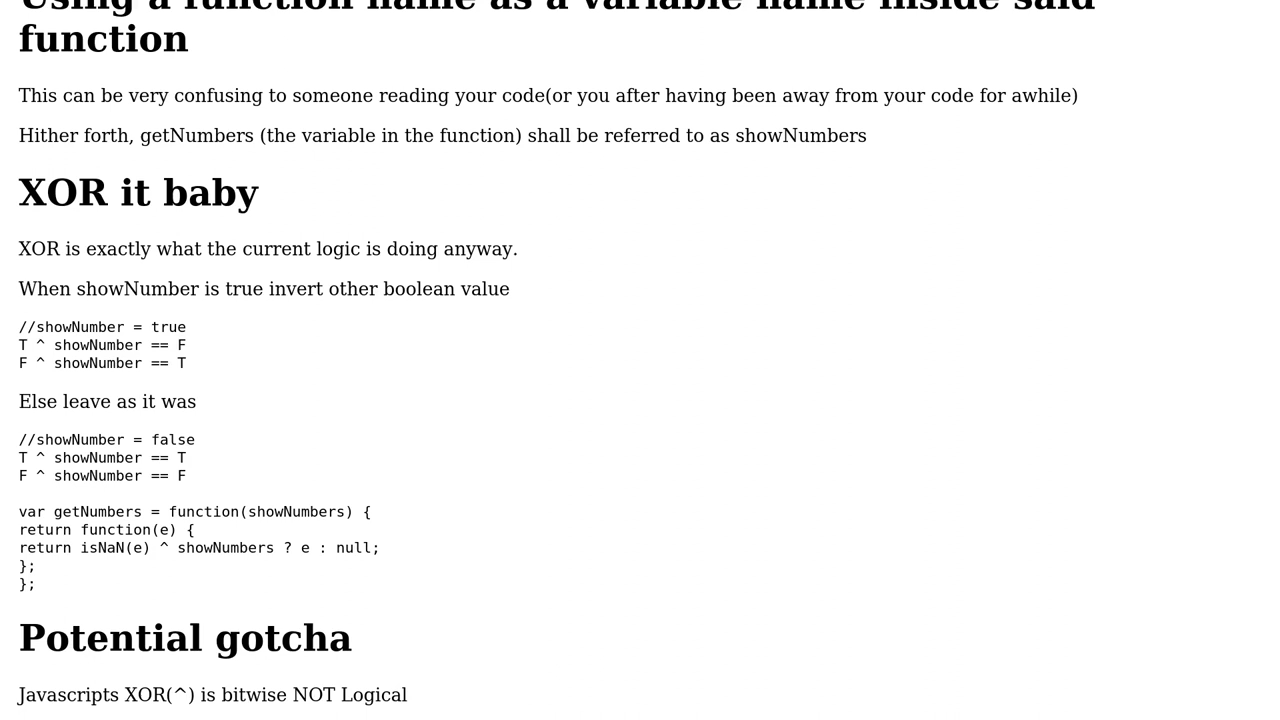 Using a function name as a variable name inside said
function
This can be very confusing to someone reading your code(or you after having been away from your code for awhile)
Hither forth, getNumbers (the variable in the function) shall be referred to as showNumbers
XOR it baby
XOR is exactly what the current logic is doing anyway.
When showNumber is true invert other boolean value
//showNumber = true
T ^ showNumber == F
F ^ showNumber == T
Else leave as it was
//showNumber = false
T ^ showNumber == T
F ^ showNumber == F
var getNumbers = function(showNumbers) {
return function(e) {
return isNaN(e) ^ showNumbers ? e : null;
};
};
Potential gotcha
Javascripts XOR(^) is bitwise NOT Logical